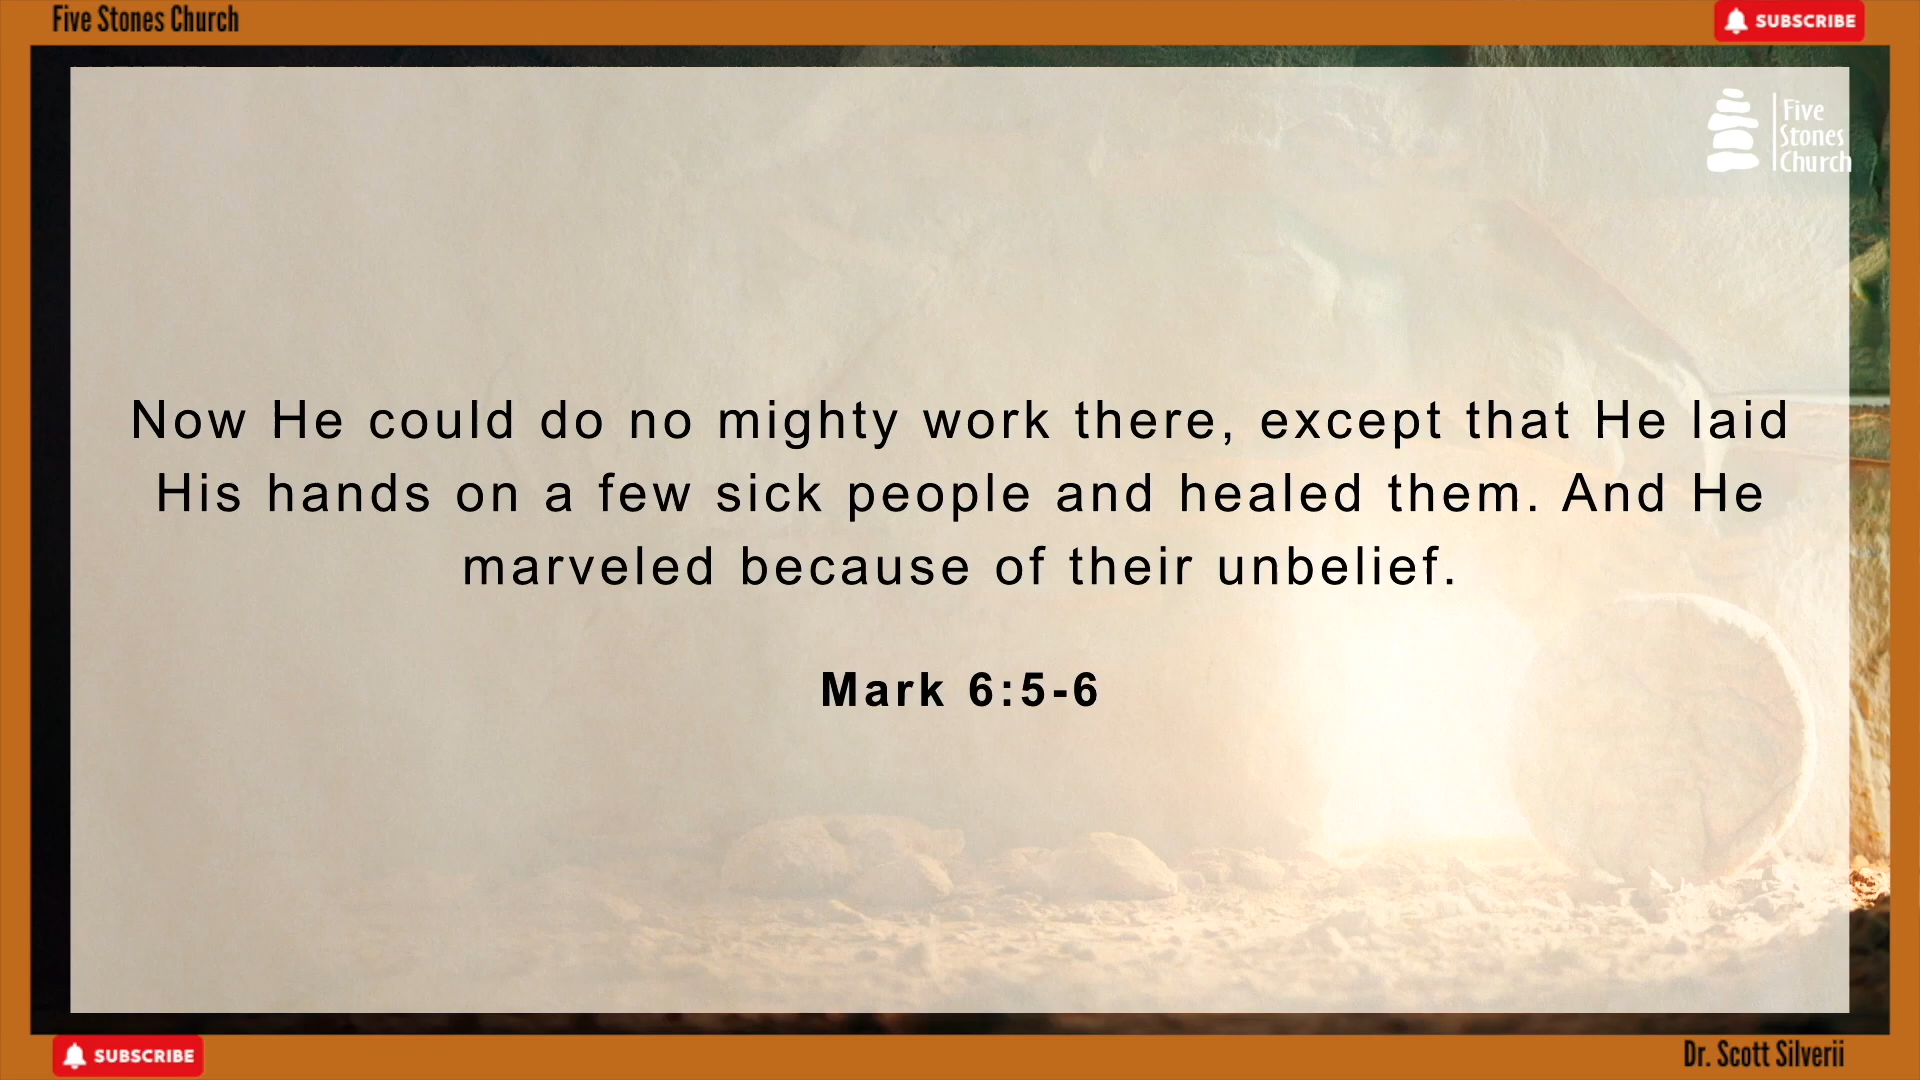 Five Stones Church
SUBSCRIBE
Five
Stones
Church
Now He could do no mighty work there, except that He laid
His hands on a few sick people and healed them. And He
marveled because of their unbelief.
Mark 6:5-6
SUBSCRIBE
Dr. Scott Silverii